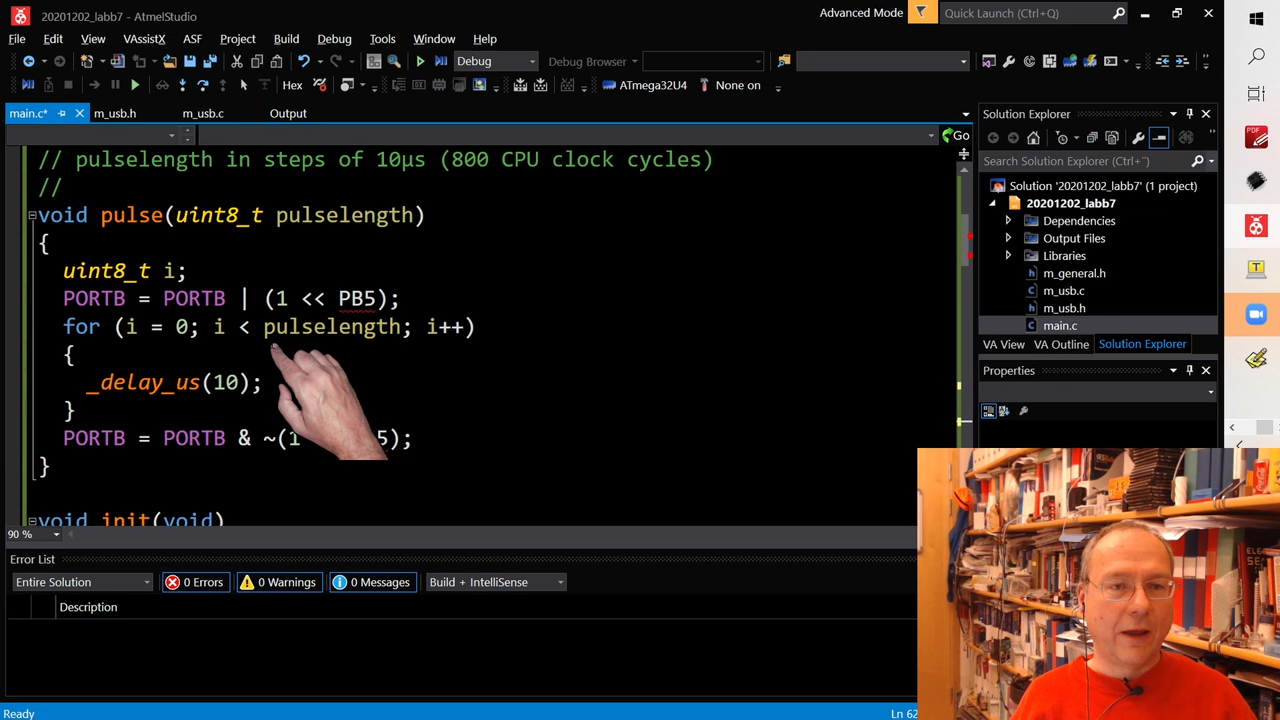 20201202_labb7 - AtmelStudio
Advanced Mode
Quick Launch (Ctrl+Q)
File Edit View VAssistX ASF Project Build Debug Tools Window Help
Debug
Debug Browser
Hex
ATmega32U4
None on
main.c*
m_usb.h
m_usb.c
Output
Go
// pulselength in steps of 10µs (800 CPU clock cycles)
//
void pulse(uint8_t pulselength)
{
uint8_t i;
PORTB = PORTB | (1 << PB5);
for (i = 0; i < pulselength; i++)
{
_delay_us(10);
}
PORTB = PORTB & ~(1 5);
}
void init(void)
90 %
Solution Explorer
Search Solution Explorer (Ctrl+¨)
Solution '20201202_labb7' (1 project)
20201202_labb7
Dependencies
Output Files
Libraries
m_general.h
m_usb.c
m_usb.h
main.c
VA View VA Outline Solution Explorer
Properties
Error List
Entire Solution
0 Errors
0 Warnings
0 Messages
Build + IntelliSense
Description
Ready
Ln 62
PDF